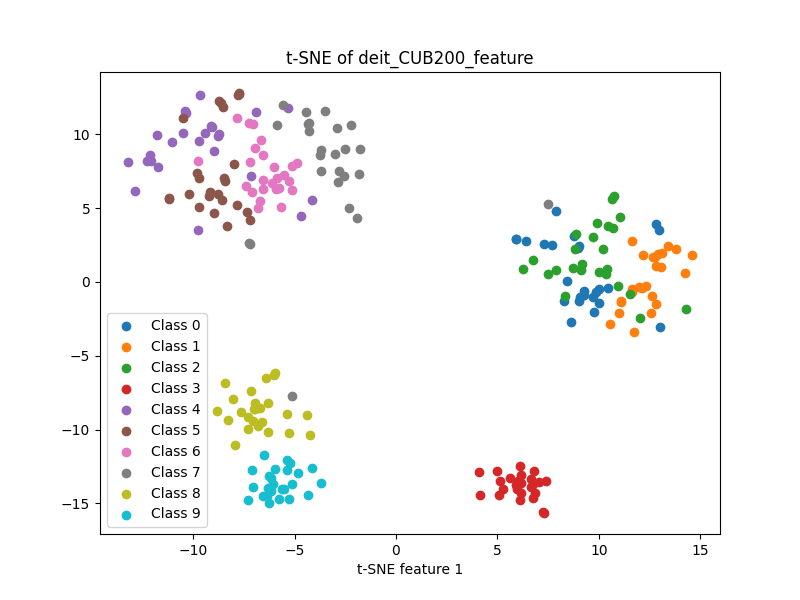 t-SNE of deit_CUB200_feature
10
5
0
−5
−10
−15
Class 0
Class 1
Class 2
Class 3
Class 4
Class 5
Class 6
Class 7
Class 8
Class 9
−10 −5 0 5 10 15
t-SNE feature 1